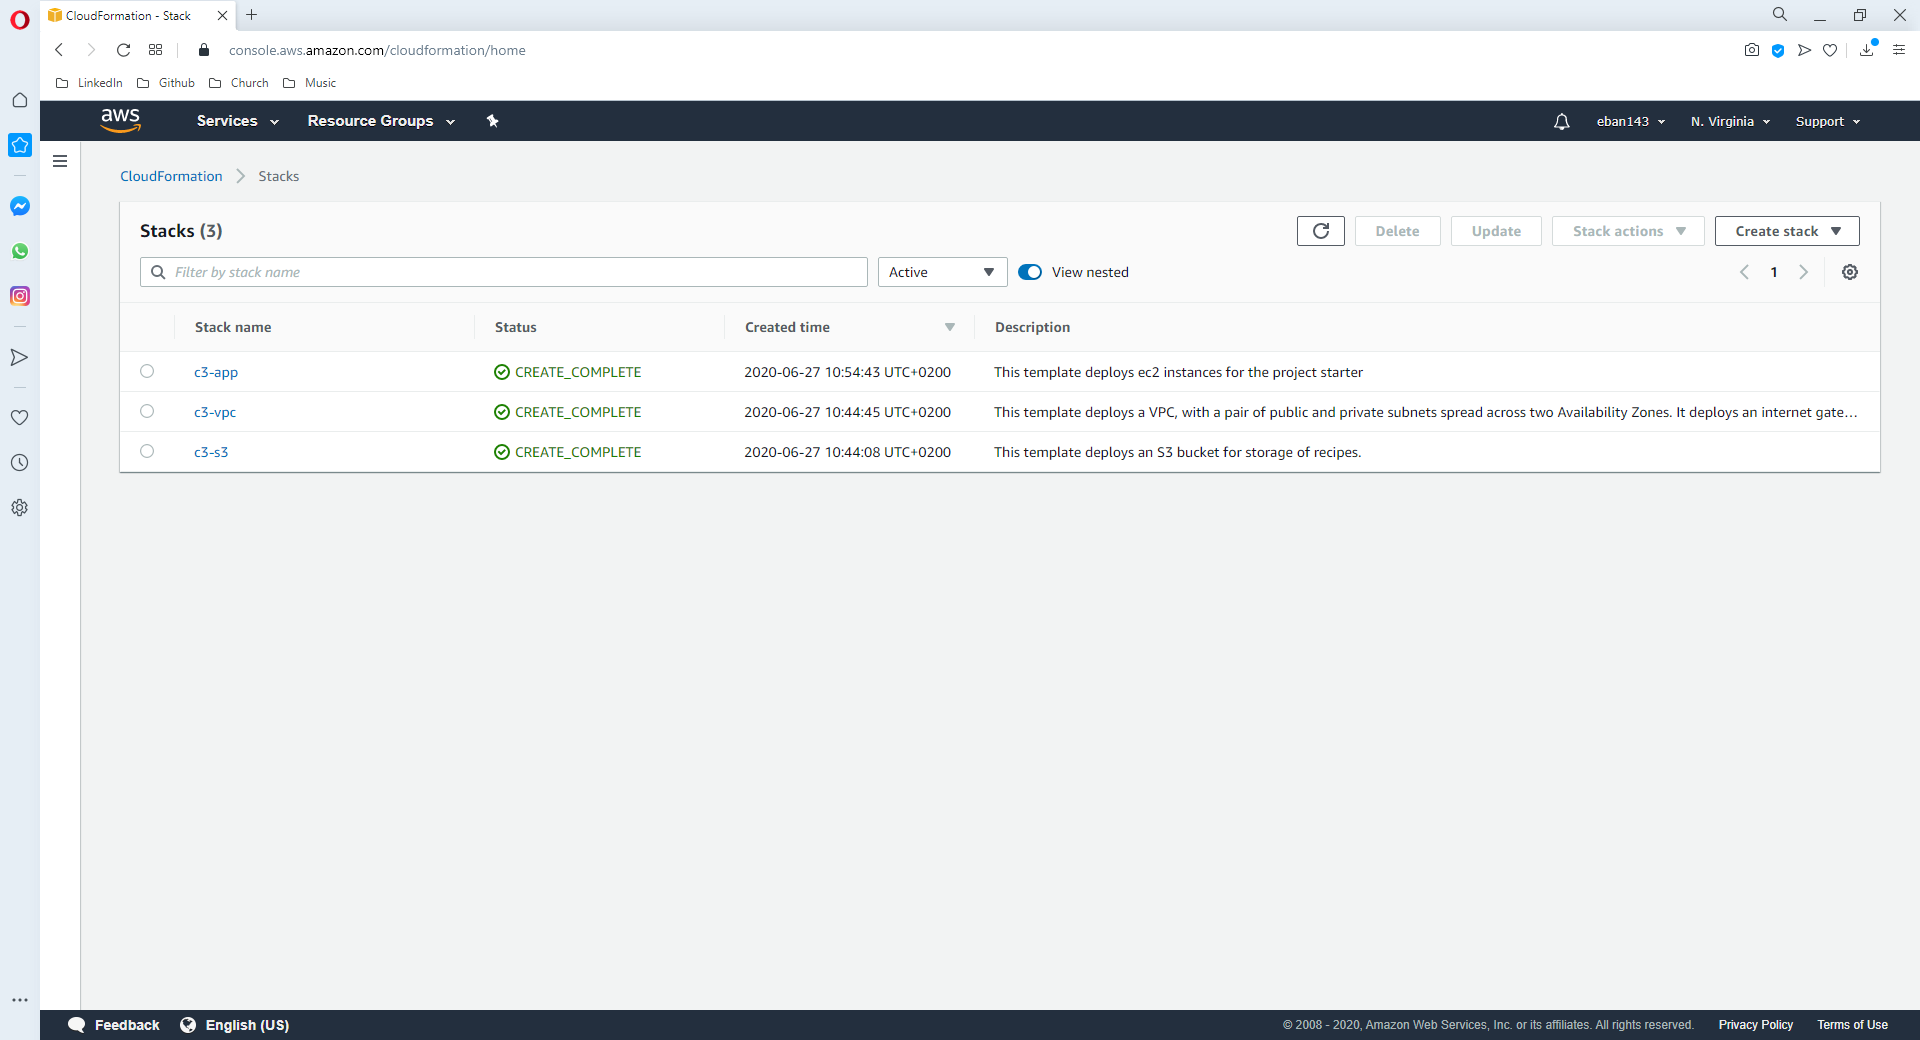 CloudFormation - Stack
console.aws.amazon.com/cloudformation/home
LinkedIn Github Church Music
aws Services Resource Groups eban143 N. Virginia Support
CloudFormation Stacks
Stacks (3) Delete Update Stack actions Create stack
Filter by stack name Active View nested 1
Stack name Status Created time Description
c3-app CREATE_COMPLETE 2020-06-27 10:54:43 UTC+0200 This template deploys ec2 instances for the project starter
c3-vpc CREATE_COMPLETE 2020-06-27 10:44:45 UTC+0200 This template deploys a VPC, with a pair of public and private subnets spread across two Availability Zones. It deploys an internet gate…
c3-s3 CREATE_COMPLETE 2020-06-27 10:44:08 UTC+0200 This template deploys an S3 bucket for storage of recipes.
Feedback English (US) © 2008 - 2020, Amazon Web Services, Inc. or its affiliates. All rights reserved. Privacy Policy Terms of Use